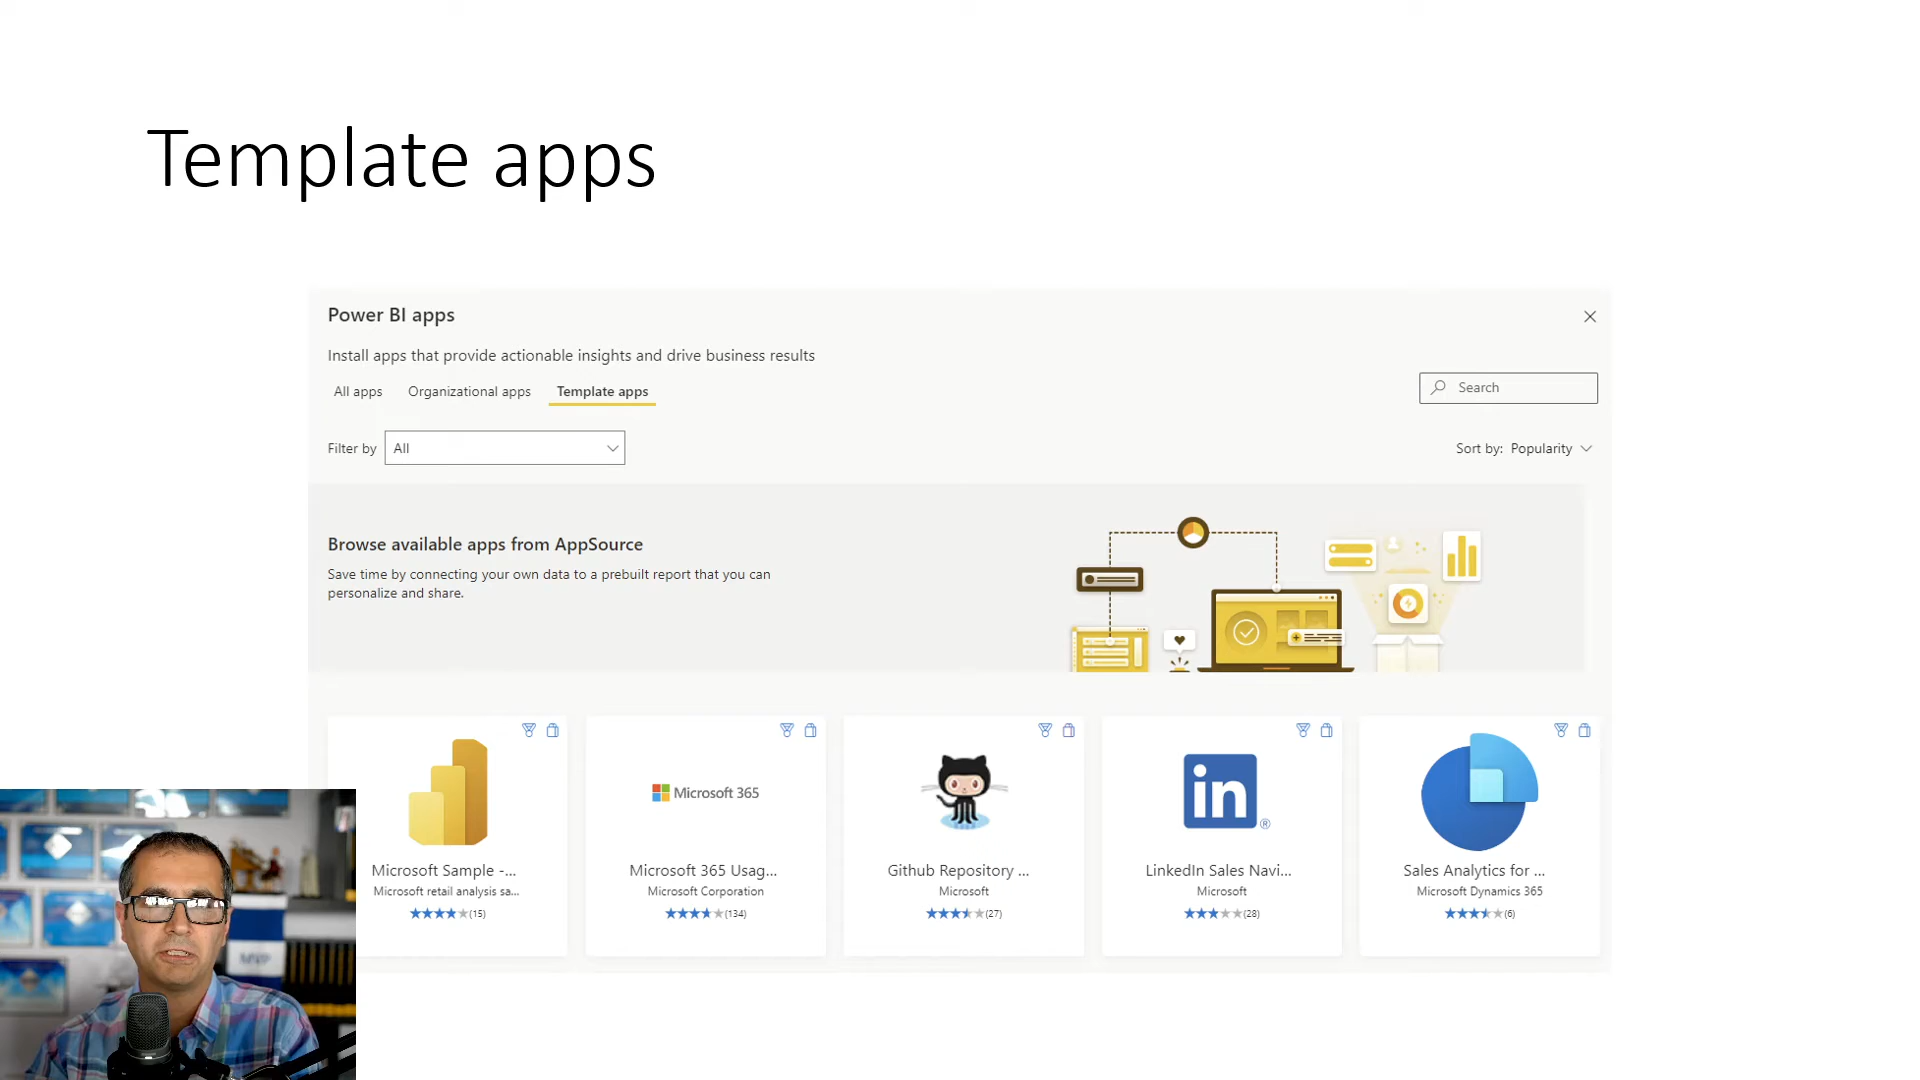 Template apps
Power BI apps
Install apps that provide actionable insights and drive business results
All apps Organizational apps Template apps
Search
Filter by All
Sort by: Popularity
Browse available apps from AppSource
Save time by connecting your own data to a prebuilt report that you can
personalize and share.
Microsoft 365
in®
Microsoft Sample -...
Microsoft retail analysis sa...
(15)
Microsoft 365 Usag...
Microsoft Corporation
(134)
Github Repository ...
Microsoft
(27)
LinkedIn Sales Navi...
Microsoft
(28)
Sales Analytics for ...
Microsoft Dynamics 365
(6)
MVP